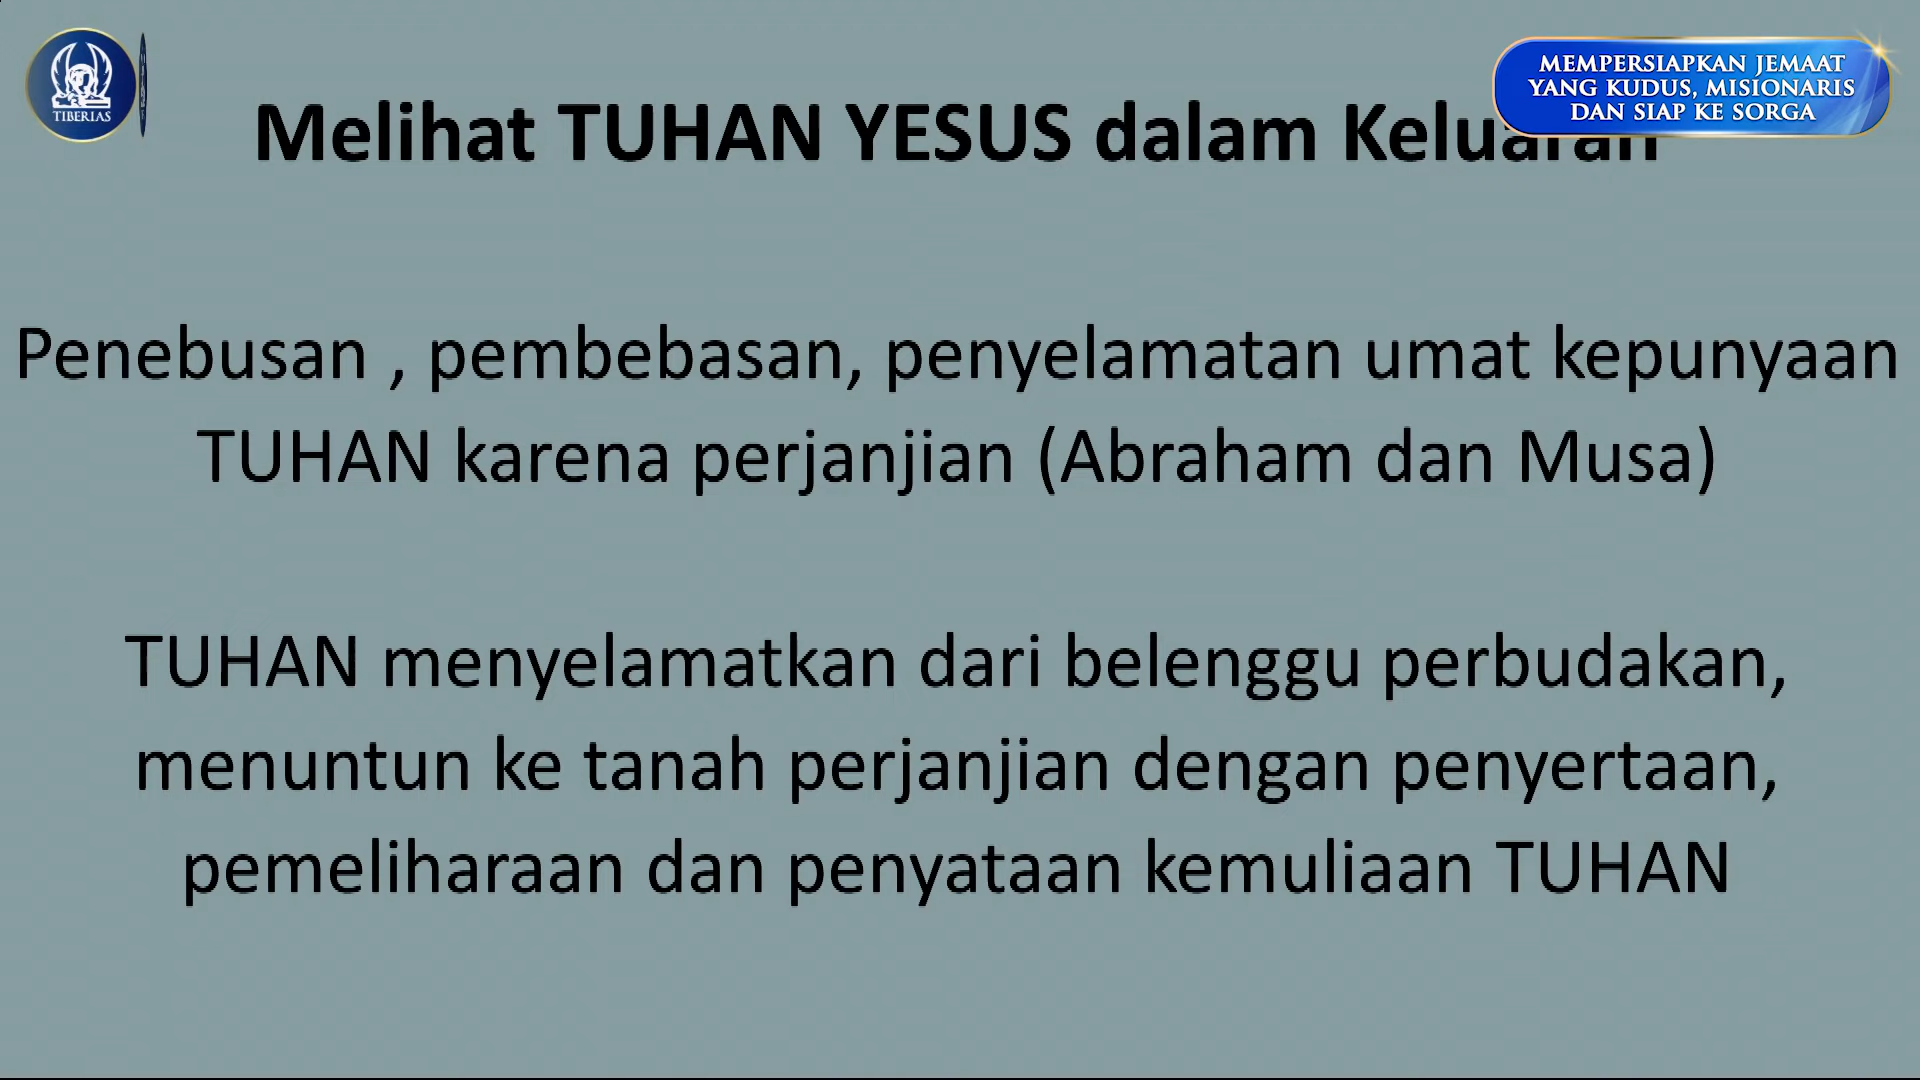 TIBERIAS
MEMPERSIAPKAN JEMAAT
YANG KUDUS, MISIONARIS
DAN SIAP KE SORGA
Melihat TUHAN YESUS dalam Keluaran
Penebusan , pembebasan, penyelamatan umat kepunyaan
TUHAN karena perjanjian (Abraham dan Musa)
TUHAN menyelamatkan dari belenggu perbudakan,
menuntun ke tanah perjanjian dengan penyertaan,
pemeliharaan dan penyataan kemuliaan TUHAN